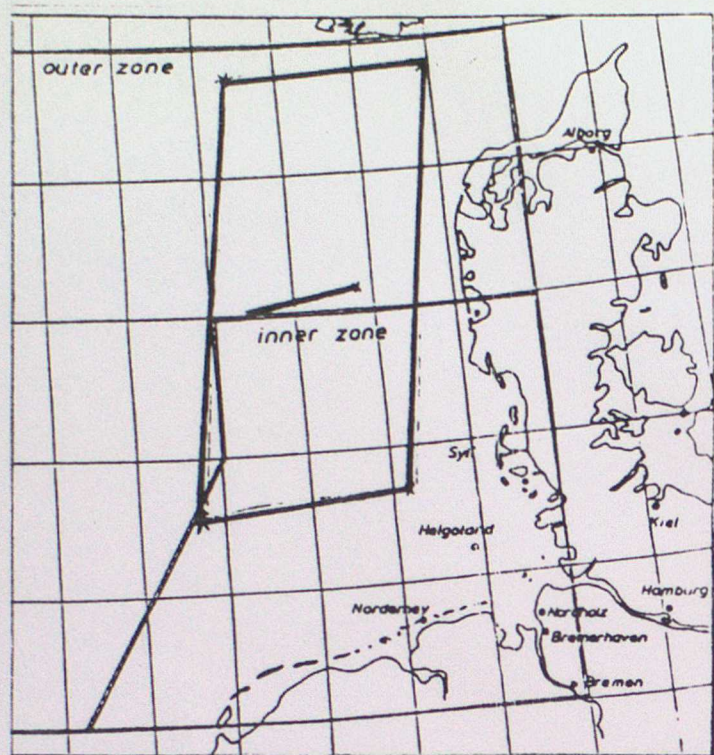 outer zone
Alborg
inner zone
Sylt
Helgoland
Kiel
Norderney
Nordholz
Hamburg
Bremerhaven
Bremen